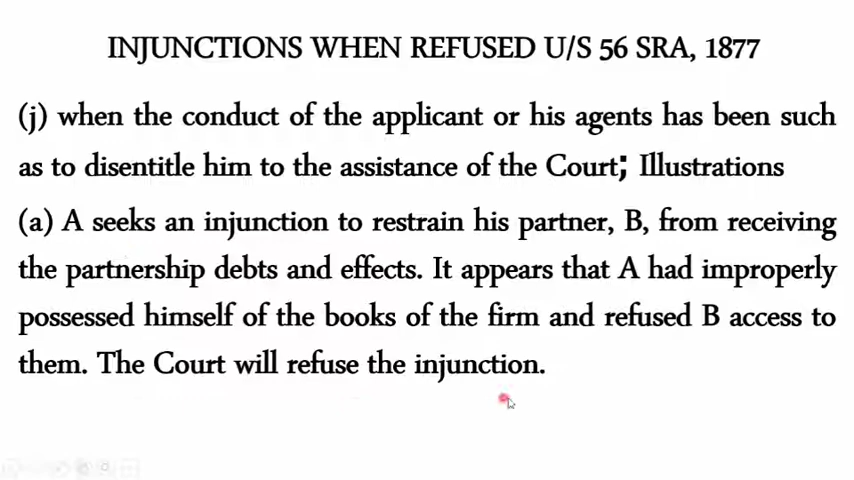 INJUNCTIONS WHEN REFUSED U/S 56 SRA, 1877
(j) when the conduct of the applicant or his agents has been such
as to disentitle him to the assistance of the Court; Illustrations
(a) A seeks an injunction to restrain his partner, B, from receiving
the partnership debts and effects. It appears that A had improperly
possessed himself of the books of the firm and refused B access to
them. The Court will refuse the injunction.